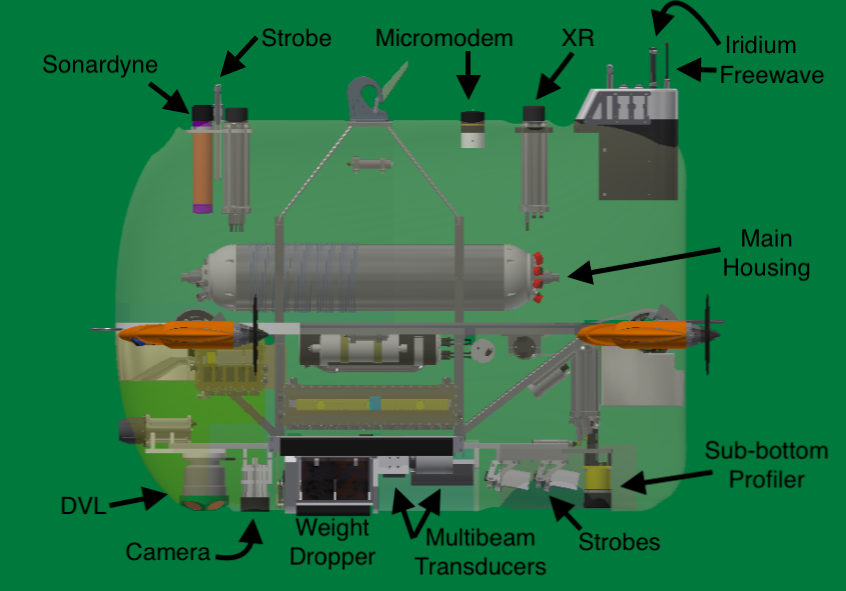 Strobe
Micromodem
XR
Iridium
Freewave
Sonardyne
Main
Housing
Sub-bottom
Profiler
DVL
Camera
Weight
Dropper
Multibeam
Transducers
Strobes